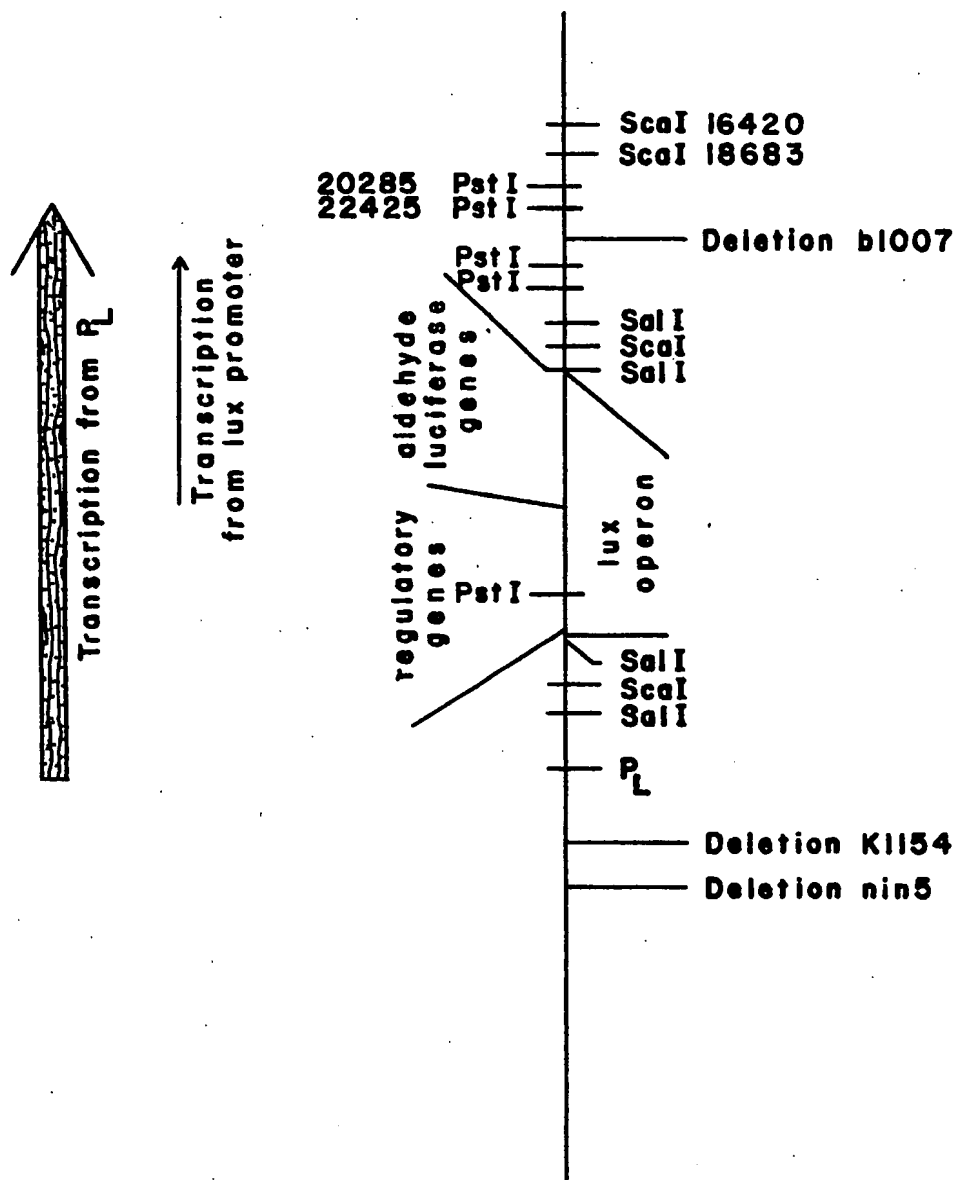 ScaI 16420
ScaI 18683
20285 PstI
22425 PstI
Deletion b1007
PstI
PstI
SalI
ScaI
SalI
Transcription from PL
Transcription
from lux promoter
aldehyde
luciferase
genes
lux
operon
regulatory
genes
PstI
SalI
ScaI
SalI
PL
Deletion K1154
Deletion nin5